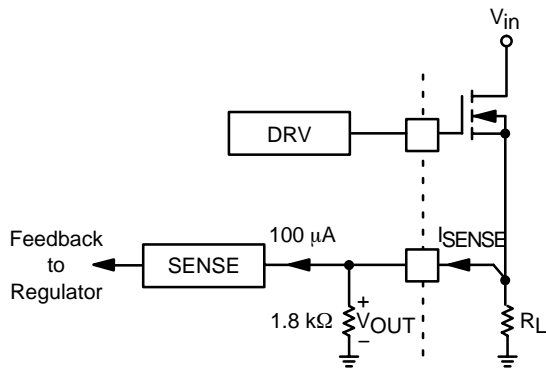 Vin
DRV
Feedback
to
Regulator
SENSE
100 μA
ISENSE
1.8 kΩ
+
VOUT
−
RL